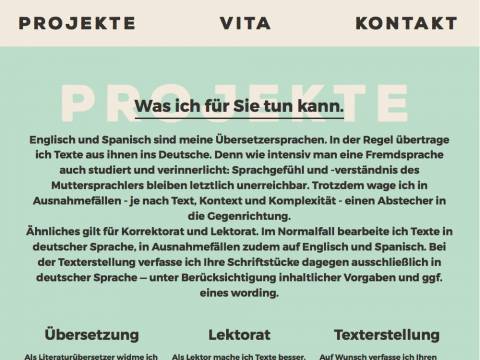 PROJEKTE VITA KONTAKT
PROJEKTE
Was ich für Sie tun kann.
Englisch und Spanisch sind meine Übersetzersprachen. In der Regel übertrage
ich Texte aus ihnen ins Deutsche. Denn wie intensiv man eine Fremdsprache
auch studiert und verinnerlicht: Sprachgefühl und -verständnis des
Muttersprachlers bleiben letztlich unerreichbar. Trotzdem wage ich in
Ausnahmefällen - je nach Text, Kontext und Komplexität - einen Abstecher in
die Gegenrichtung.
Ähnliches gilt für Korrektorat und Lektorat. Im Normalfall bearbeite ich Texte in
deutscher Sprache, in Ausnahmefällen zudem auf Englisch und Spanisch. Bei
der Texterstellung verfasse ich Ihre Schriftstücke dagegen ausschließlich in
deutscher Sprache — unter Berücksichtigung inhaltlicher Vorgaben und ggf.
eines wording.
Übersetzung Lektorat Texterstellung
Als Literaturübersetzer widme ich Als Lektor mache ich Texte besser, Auf Wunsch verfasse ich Ihren